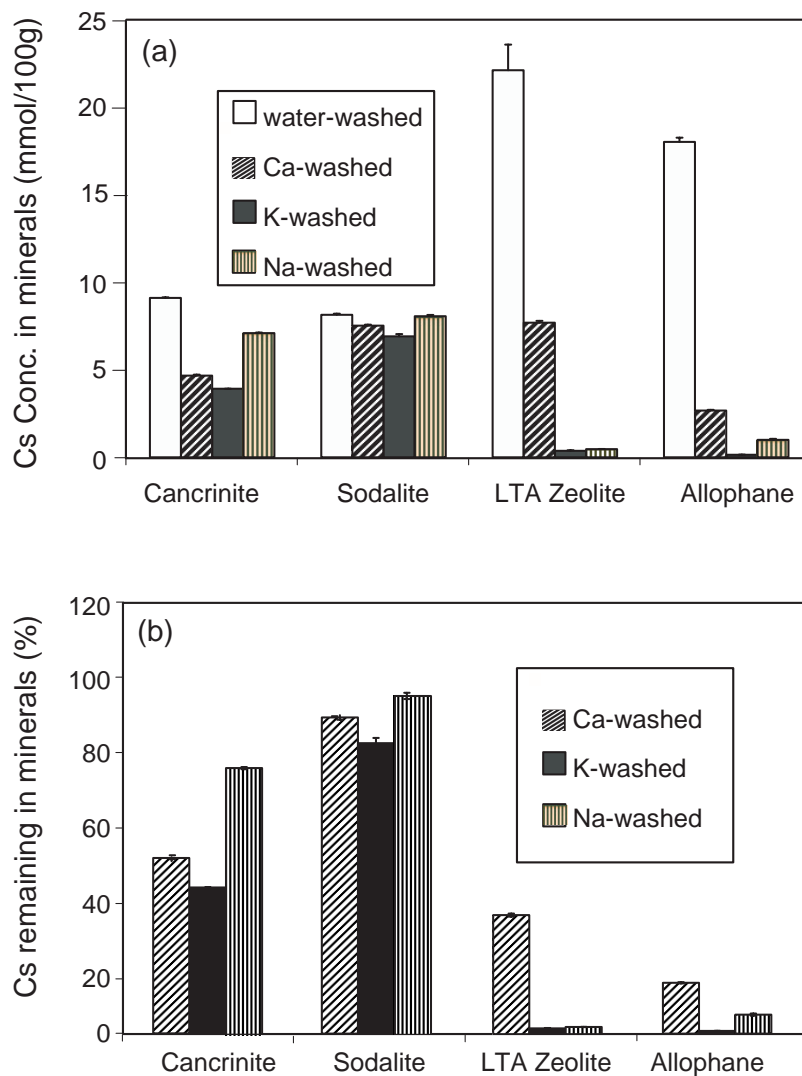 (a)
Cs Conc. in minerals (mmol/100g)
25
20
15
10
5
0
water-washed
Ca-washed
K-washed
Na-washed
Cancrinite Sodalite LTA Zeolite Allophane
(b)
Cs remaining in minerals (%)
120
100
80
60
40
20
0
Ca-washed
K-washed
Na-washed
Cancrinite Sodalite LTA Zeolite Allophane